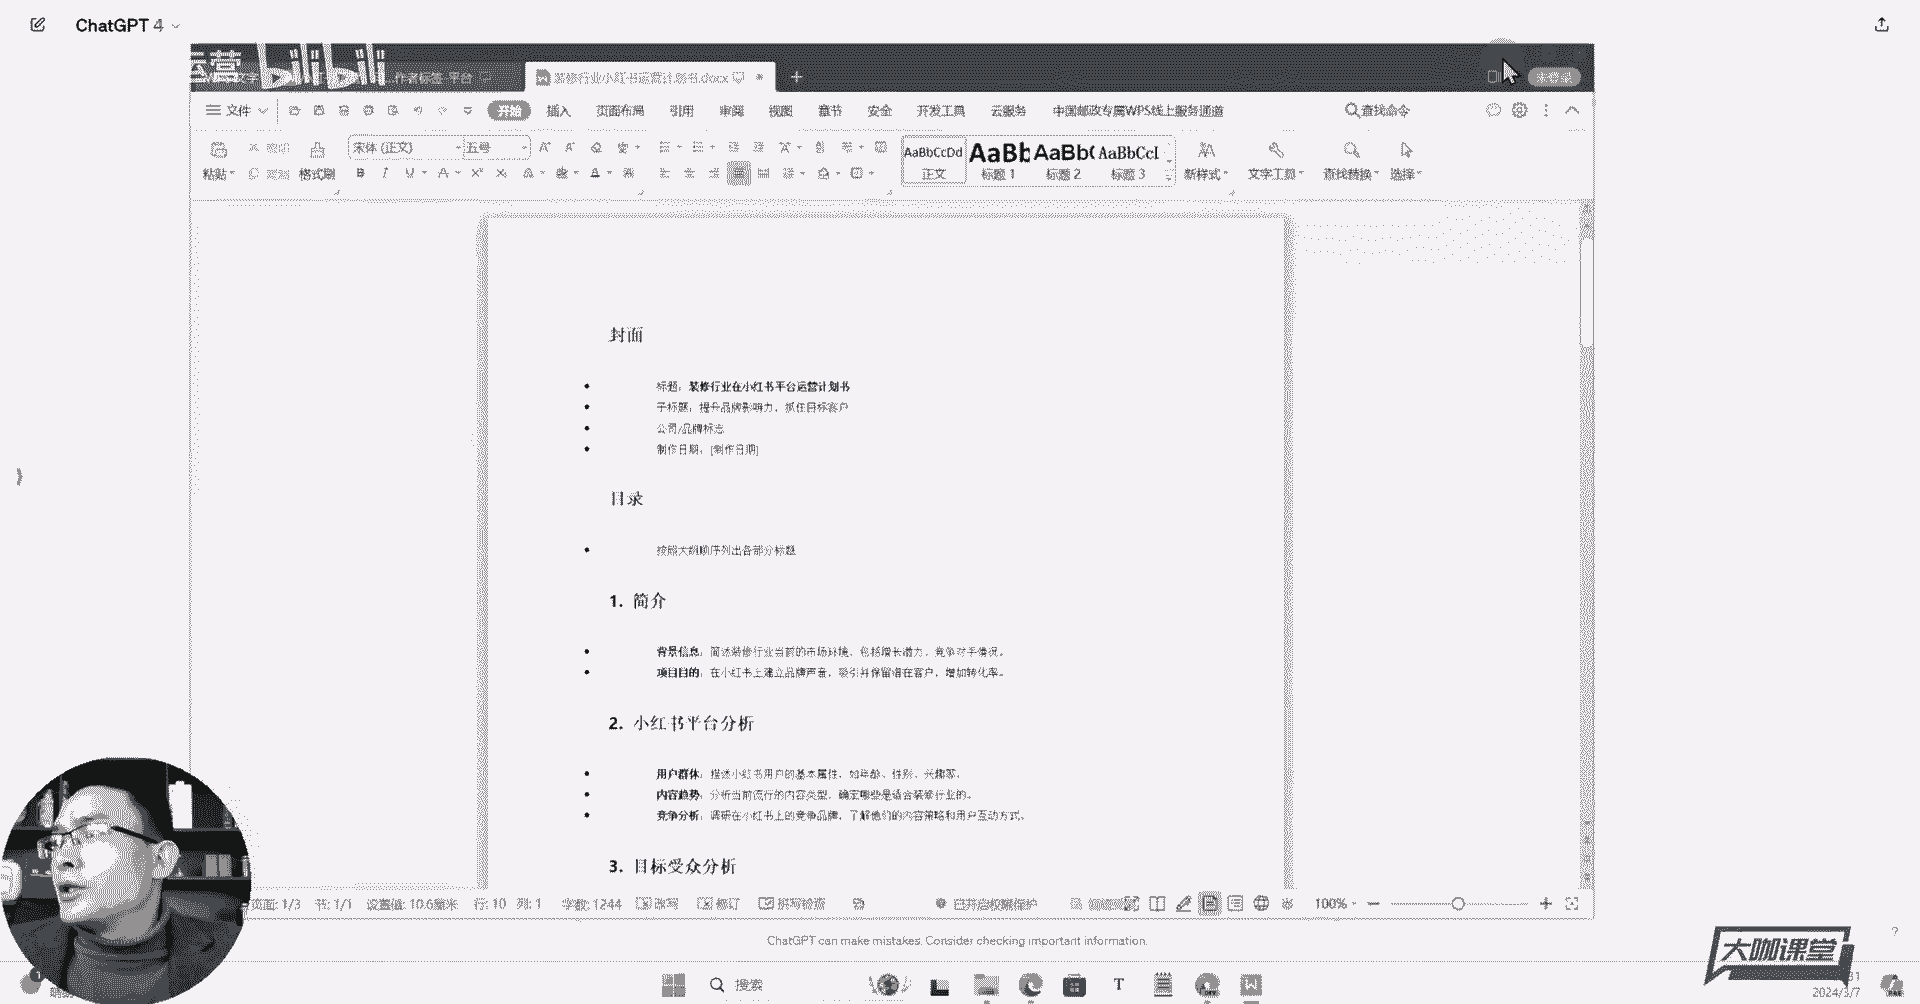 ChatGPT 4
运营 bilibili
作者标签 平台
装修行业小红书运营计划书.docx
未登录
文件 开始 插入 页面布局 引用 审阅 视图 章节 安全 开发工具 云服务 中国邮政专属WPS线上服务通道 查找命令
宋体 (正文) 五号
粘贴 格式刷
AaBbCcDd AaBb AaBb( AaBbCcI
正文 标题 1 标题 2 标题 3 新样式 文字工具 查找替换 选择
封面
标题：装修行业在小红书平台运营计划书
子标题：提升品牌影响力，抓住目标客户
公司/品牌标志
制作日期：[制作日期]
目录
按照大纲顺序列出各部分标题
1. 简介
背景信息：简述装修行业当前的市场环境，包括增长潜力、竞争对手情况。
项目目的：在小红书上建立品牌声音，吸引并保留潜在客户，增加转化率。
2. 小红书平台分析
用户群体：描述小红书用户的基本属性，如年龄、性别、兴趣等。
内容趋势：分析当前流行的内容类型，确定哪些是适合装修行业的。
竞争分析：调研在小红书上的竞争品牌，了解他们的内容策略和用户互动方式。
3. 目标受众分析
页面: 1/3 节: 1/1 设置值: 10.6厘米 行: 10 列: 1 字数: 1244 改写 修订 拼写检查 已开启权限保护 100%
ChatGPT can make mistakes. Consider checking important information.
大咖课堂
搜索
2024/3/7